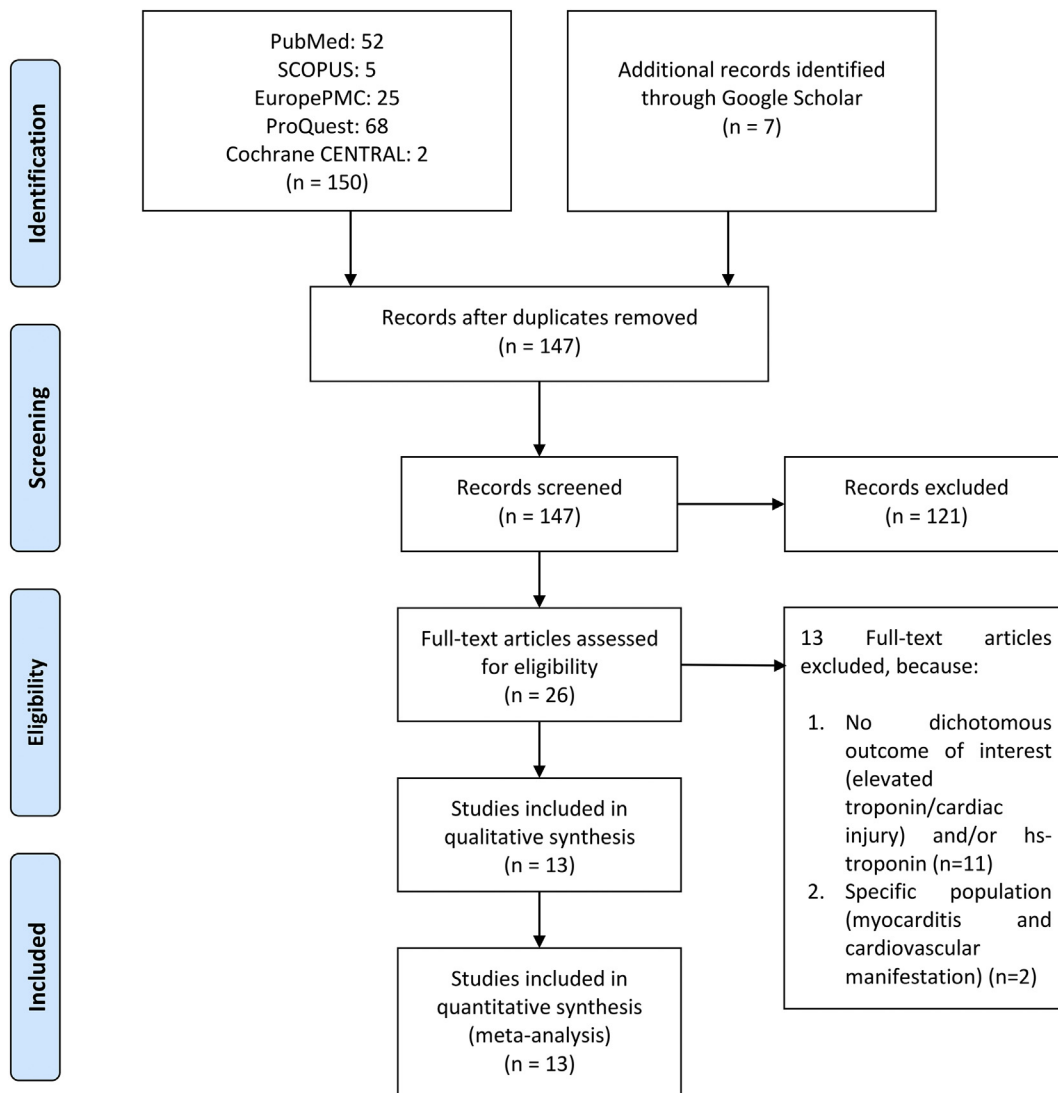 PubMed: 52
SCOPUS: 5
EuropePMC: 25
ProQuest: 68
Cochrane CENTRAL: 2
(n = 150)
Additional records identified
through Google Scholar
(n = 7)
Identification
Records after duplicates removed
(n = 147)
Screening
Records screened
(n = 147)
Records excluded
(n = 121)
Eligibility
Full-text articles assessed
for eligibility
(n = 26)
13 Full-text articles
excluded, because:
1. No dichotomous
outcome of interest
(elevated
troponin/cardiac
injury) and/or hs-
troponin (n=11)
2. Specific population
(myocarditis and
cardiovascular
manifestation) (n=2)
Studies included in
qualitative synthesis
(n = 13)
Included
Studies included in
quantitative synthesis
(meta-analysis)
(n = 13)